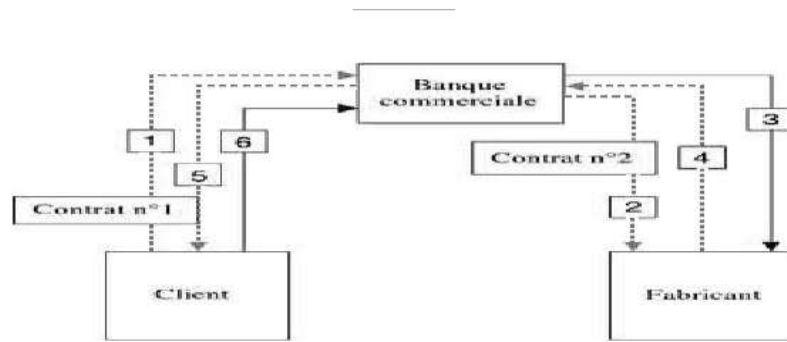 Banque
commerciale
1
6
3
Contrat n°2
4
5
Contrat n°1
2
Client
Fabricant